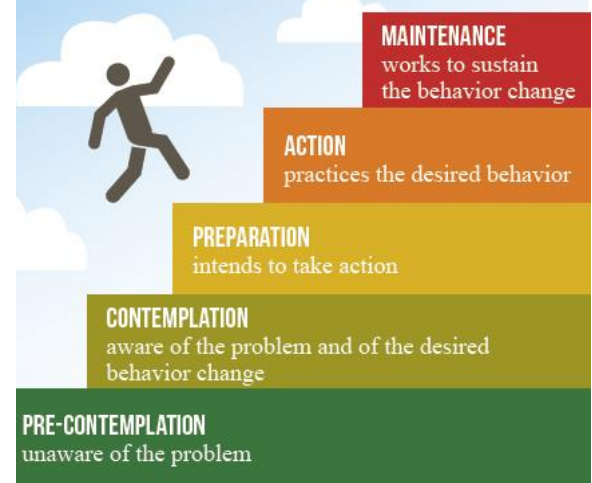 MAINTENANCE
works to sustain
the behavior change
ACTION
practices the desired behavior
PREPARATION
intends to take action
CONTEMPLATION
aware of the problem and of the desired
behavior change
PRE-CONTEMPLATION
unaware of the problem